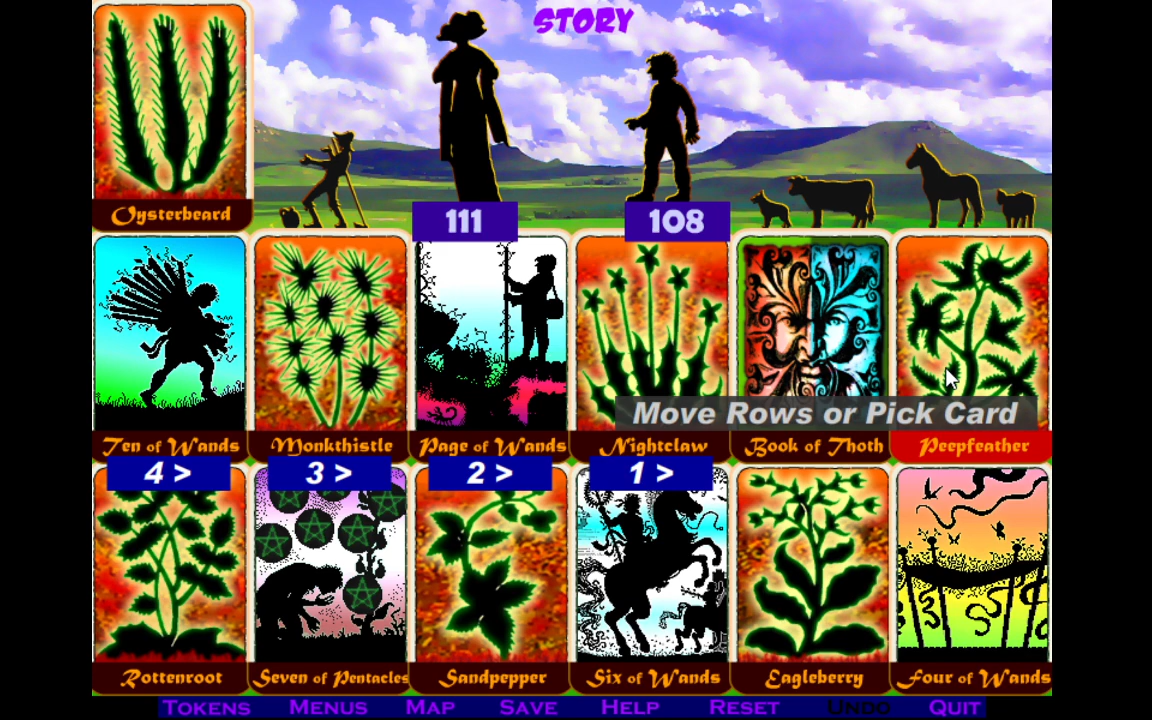 STORY
Oysterbeard
111
108
Move Rows or Pick Card
Ten of Wands
Monkthistle
Page of Wands
Nightclaw
Book of Thoth
Peepfeather
4 >
3 >
2 >
1 >
Rottenroot
Seven of Pentacles
Sandpepper
Six of Wands
Eagleberry
Four of Wands
Tokens Menus Map Save Help Reset Undo Quit